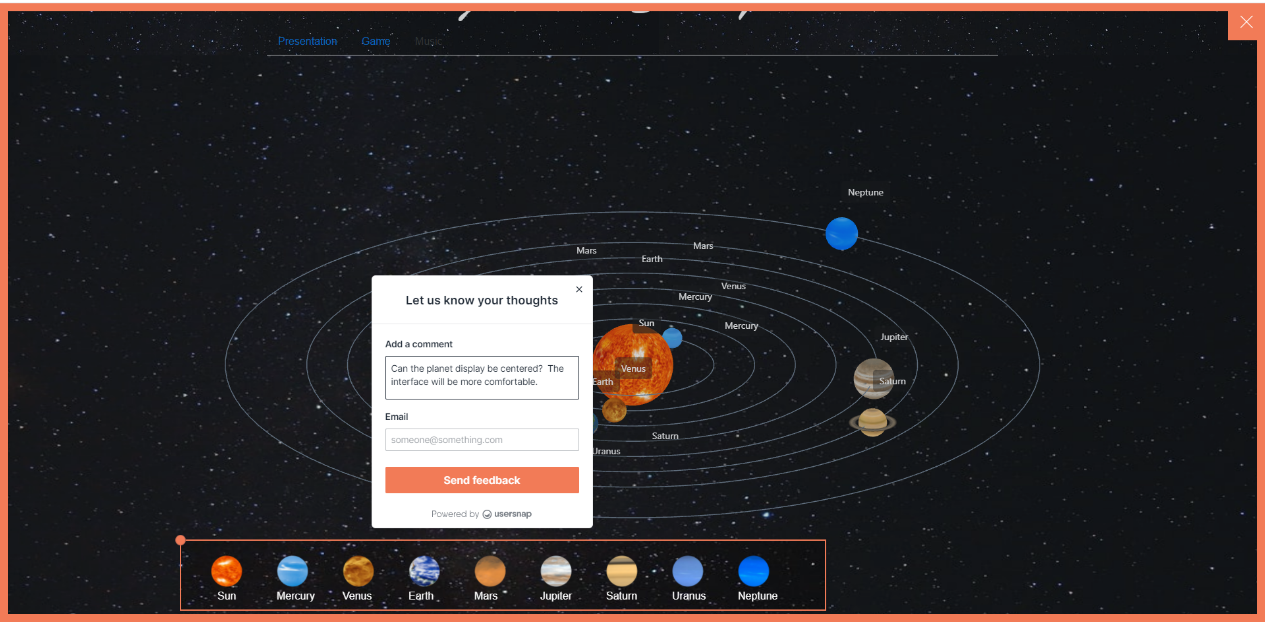 Presentation Game Music
Neptune
Mars
Mars
Earth
Venus
Mercury
Let us know your thoughts
Sun
Mercury
Jupiter
Add a comment
Can the planet display be centered? The
interface will be more comfortable.
Venus
Earth
Saturn
Email
someone@something.com
Saturn
Uranus
Send feedback
Powered by usersnap
Sun Mercury Venus Earth Mars Jupiter Saturn Uranus Neptune